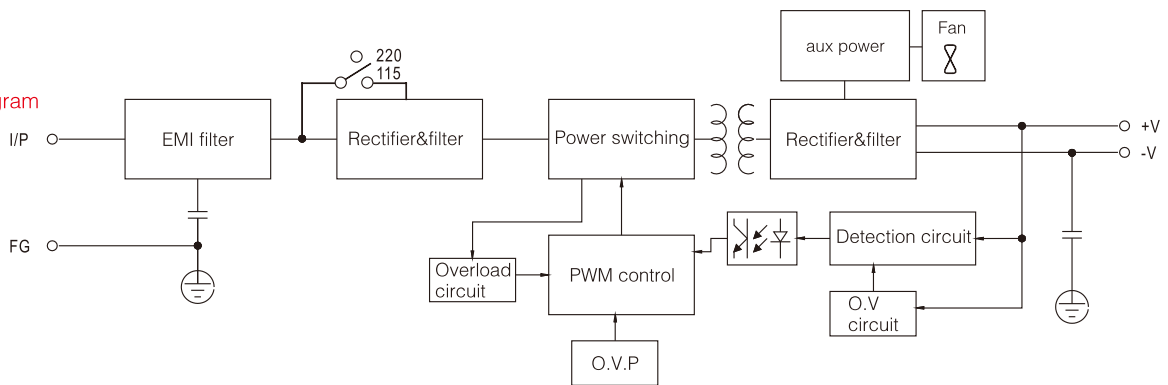 gram
I/P
FG
EMI filter
220
115
Rectifier&filter
Power switching
aux power
Fan
Rectifier&filter
+V
-V
Overload
circuit
PWM control
Detection circuit
O.V
circuit
O.V.P